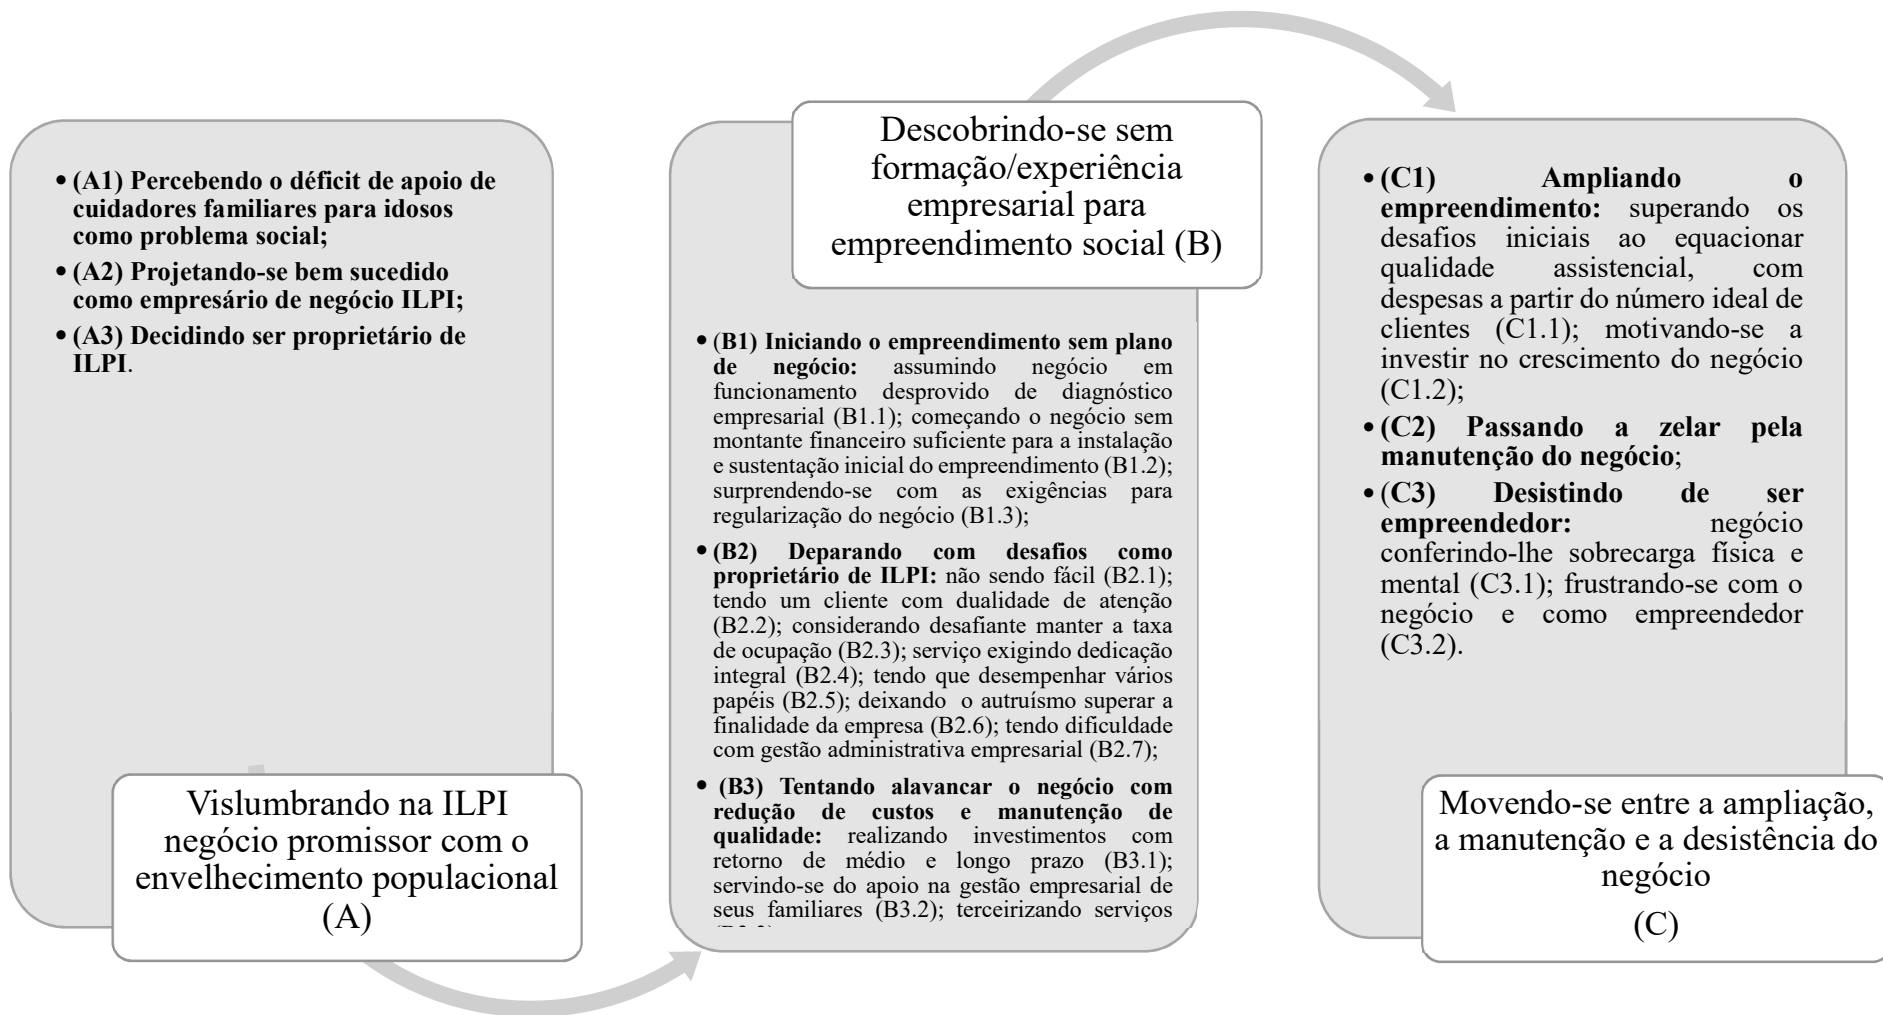 • (A1) Percebendo o déficit de apoio de
cuidadores familiares para idosos
como problema social;
• (A2) Projetando-se bem sucedido
como empresário de negócio ILPI;
• (A3) Decidindo ser proprietário de
ILPI.
Vislumbrando na ILPI
negócio promissor com o
envelhecimento populacional
(A)
Descobrindo-se sem
formação/experiência
empresarial para
empreendimento social (B)
• (B1) Iniciando o empreendimento sem plano
de negócio: assumindo negócio em
funcionamento desprovido de diagnóstico
empresarial (B1.1); começando o negócio sem
montante financeiro suficiente para a instalação
e sustentação inicial do empreendimento (B1.2);
surprendendo-se com as exigências para
regularização do negócio (B1.3);
• (B2) Deparando com desafios como
proprietário de ILPI: não sendo fácil (B2.1);
tendo um cliente com dualidade de atenção
(B2.2); considerando desafiante manter a taxa
de ocupação (B2.3); serviço exigindo dedicação
integral (B2.4); tendo que desempenhar vários
papéis (B2.5); deixando o autruísmo superar a
finalidade da empresa (B2.6); tendo dificuldade
com gestão administrativa empresarial (B2.7);
• (B3) Tentando alavancar o negócio com
redução de custos e manutenção de
qualidade: realizando investimentos com
retorno de médio e longo prazo (B3.1);
servindo-se do apoio na gestão empresarial de
seus familiares (B3.2); terceirizando serviços
• (C1) Ampliando o
empreendimento: superando os
desafios iniciais ao equacionar
qualidade assistencial, com
despesas a partir do número ideal de
clientes (C1.1); motivando-se a
investir no crescimento do negócio
(C1.2);
• (C2) Passando a zelar pela
manutenção do negócio;
• (C3) Desistindo de ser
empreendedor: negócio
conferindo-lhe sobrecarga física e
mental (C3.1); frustrando-se com o
negócio e como empreendedor
(C3.2).
Movendo-se entre a ampliação,
a manutenção e a desistência do
negócio
(C)